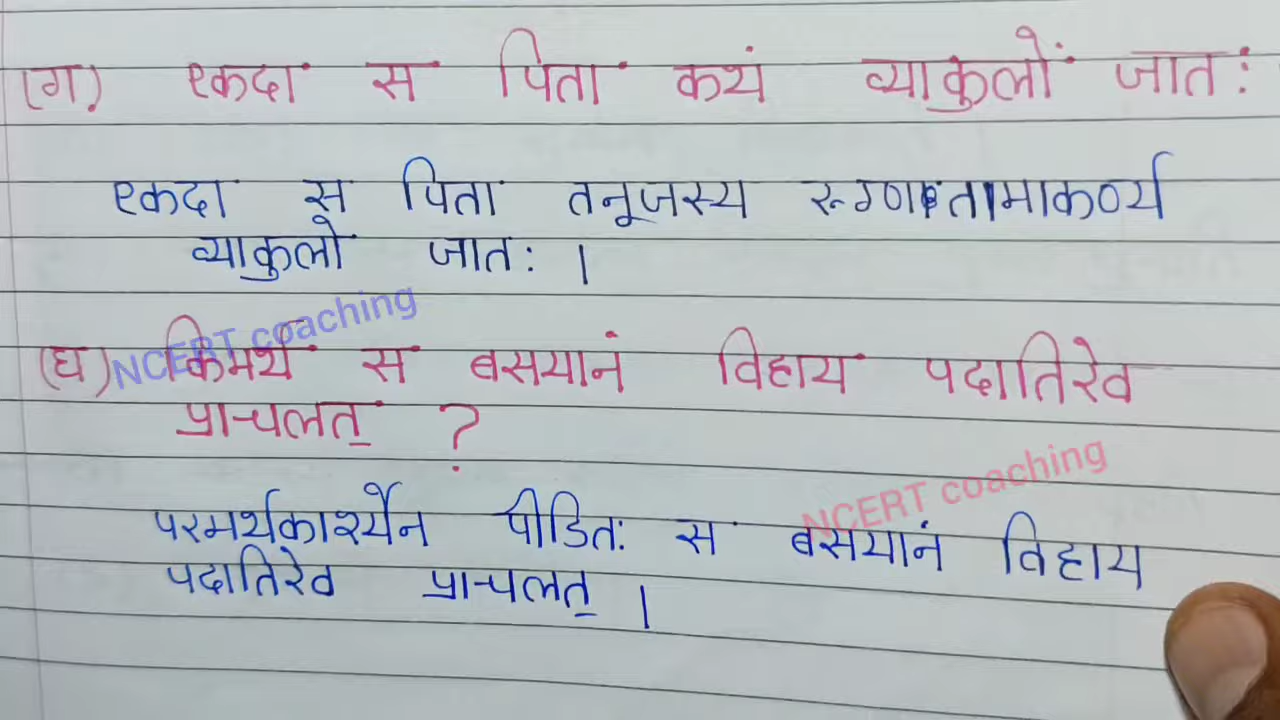 (ग) एकदा स पिता कथं व्याकुलों जातः
एकदा स पिता तनूजस्य रुग्णतामाकर्ण्य
व्याकुलो जातः ।
NCERT coaching
(घ) किमर्थं स बसयानं विहाय पदातिरेव
प्राचलत् ?
NCERT coaching
परमर्थकार्श्येन पीडितः स बसयानं विहाय
पदातिरेव प्राचलत् ।